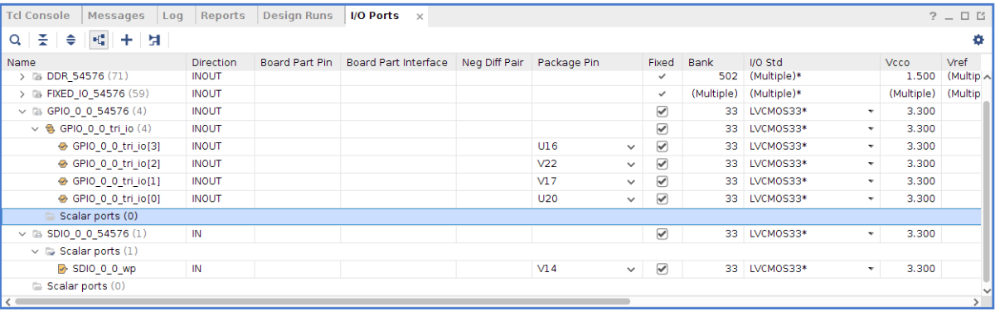 Tcl Console Messages Log Reports Design Runs I/O Ports × ? _
Name Direction Board Part Pin Board Part Interface Neg Diff Pair Package Pin Fixed Bank I/O Std Vcco Vref
DDR_54576 (71) INOUT 502 (Multiple)* 1.500 (Multip
FIXED_IO_54576 (59) INOUT (Multiple) (Multiple)* (Multiple) (Multip
GPIO_0_0_54576 (4) INOUT 33 LVCMOS33* 3.300
GPIO_0_0_tri_io (4) INOUT 33 LVCMOS33* 3.300
GPIO_0_0_tri_io[3] INOUT U16 33 LVCMOS33* 3.300
GPIO_0_0_tri_io[2] INOUT V22 33 LVCMOS33* 3.300
GPIO_0_0_tri_io[1] INOUT V17 33 LVCMOS33* 3.300
GPIO_0_0_tri_io[0] INOUT U20 33 LVCMOS33* 3.300
Scalar ports (0)
SDIO_0_0_54576 (1) IN 33 LVCMOS33* 3.300
Scalar ports (1)
SDIO_0_0_wp IN V14 33 LVCMOS33* 3.300
Scalar ports (0)